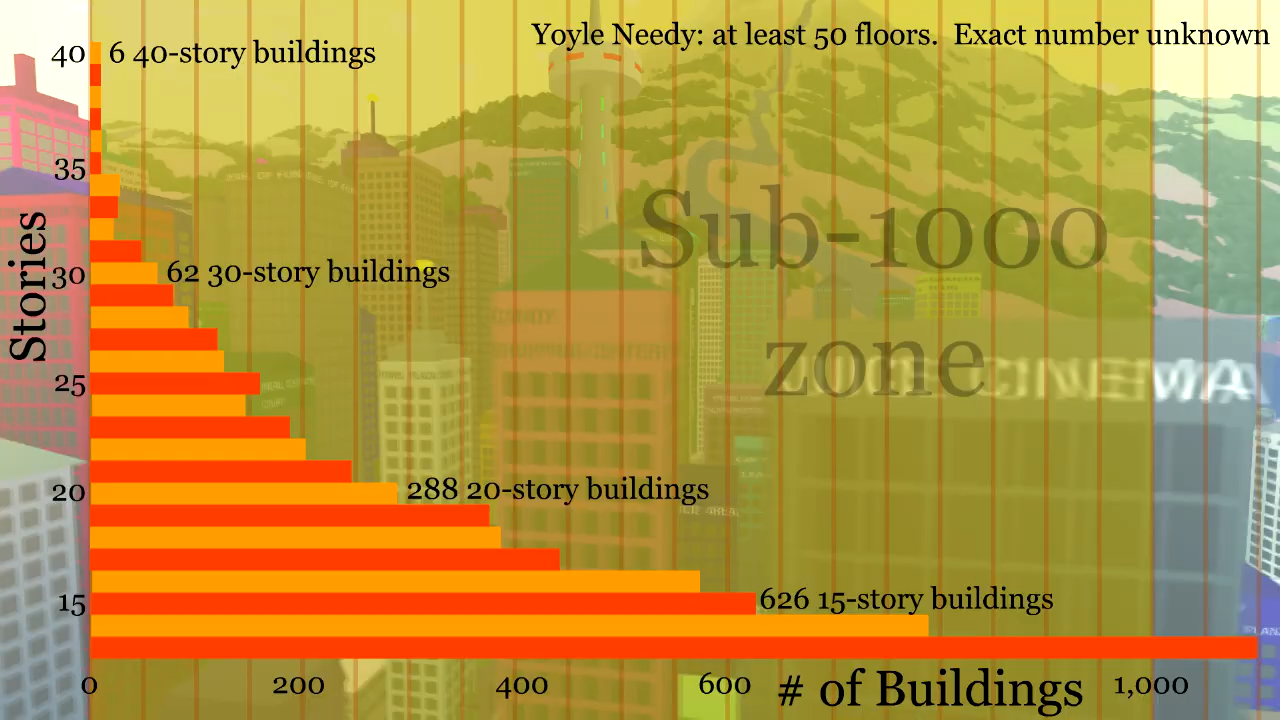 Yoyle Needy: at least 50 floors. Exact number unknown
40
6 40-story buildings
35
Sub-1000
zone
Stories
30
62 30-story buildings
25
20
288 20-story buildings
15
626 15-story buildings
0
200
400
600
# of Buildings
1,000